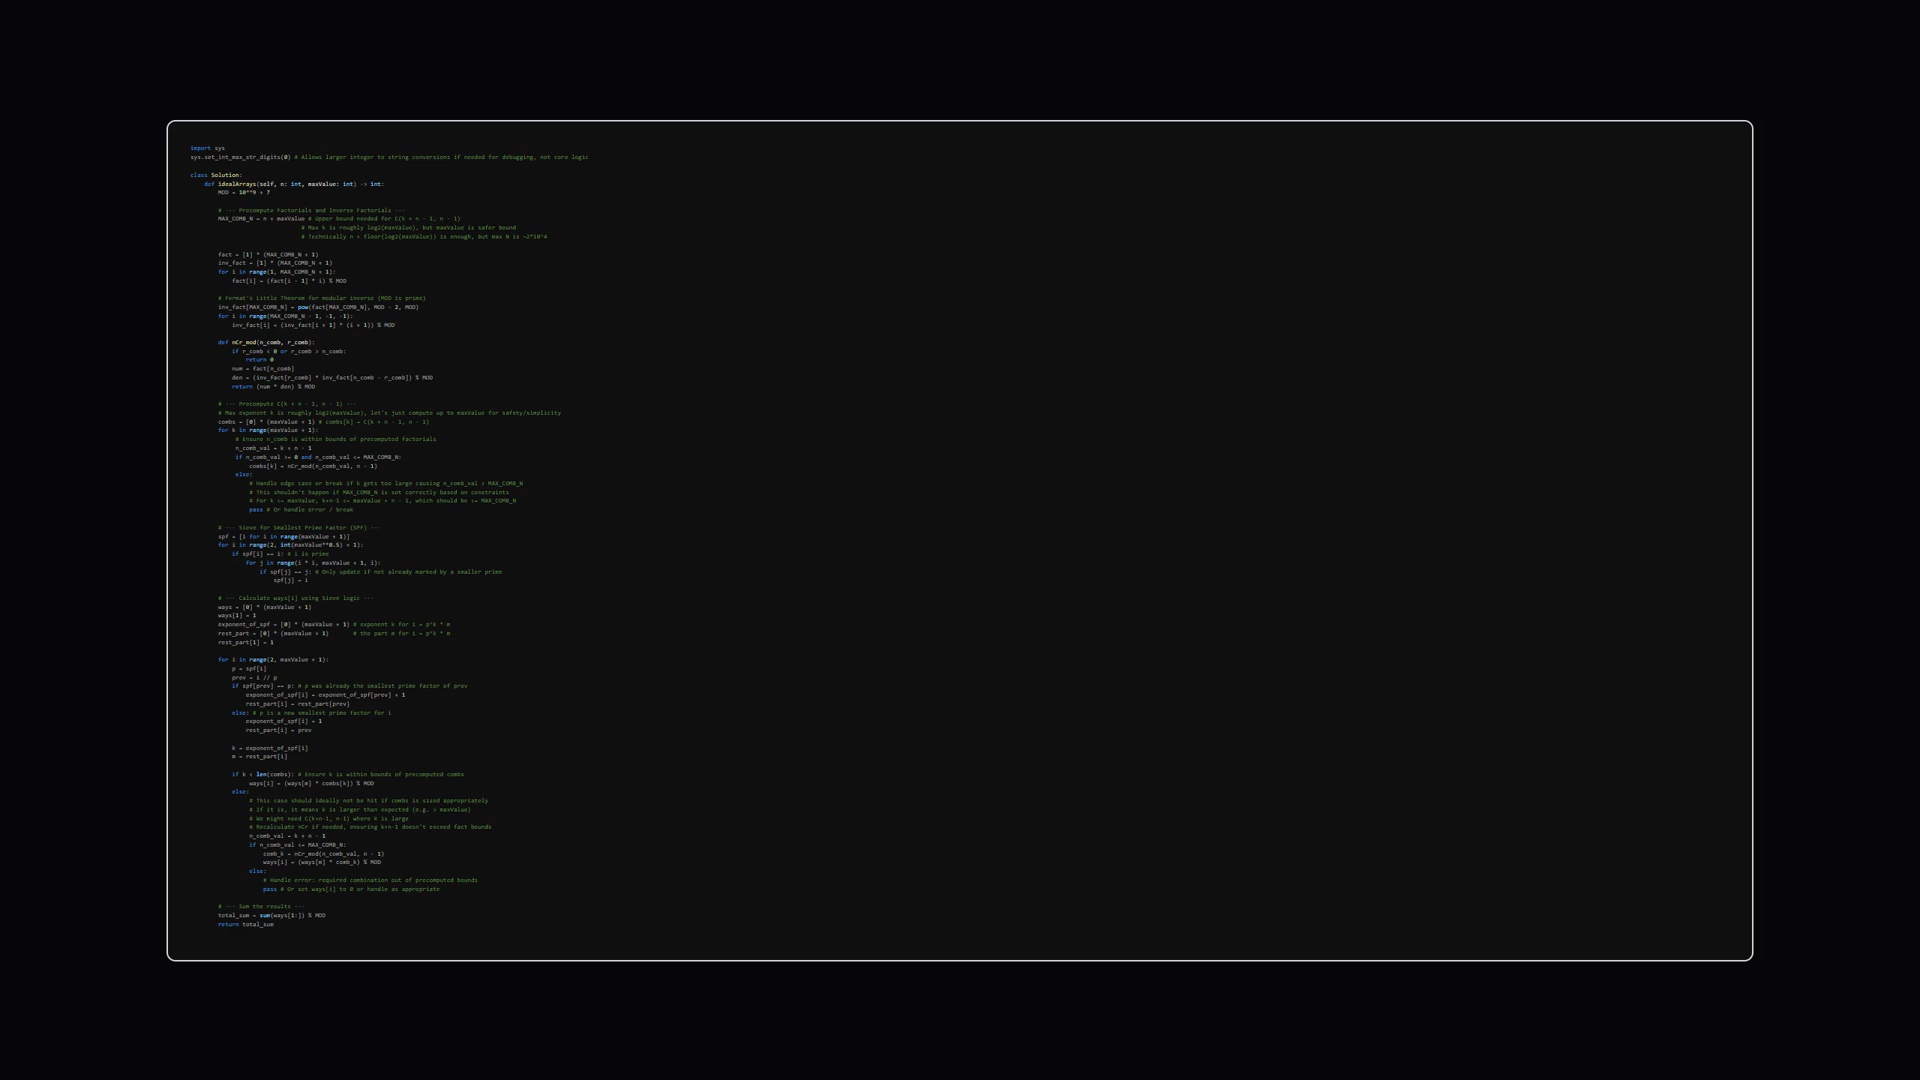 import sys
sys.set_int_max_str_digits(0) # Allows larger integer to string conversions if needed for debugging, not core logic
class Solution:
def idealArrays(self, n: int, maxValue: int) -> int:
MOD = 10**9 + 7
# --- Precompute Factorials and Inverse Factorials ---
MAX_COMB_N = n + maxValue # Upper bound needed for C(k + n - 1, n - 1)
# Max k is roughly log2(maxValue), but maxValue is safer bound
# Technically n + floor(log2(maxValue)) is enough, but max N is ~2*10^4
fact = [1] * (MAX_COMB_N + 1)
inv_fact = [1] * (MAX_COMB_N + 1)
for i in range(1, MAX_COMB_N + 1):
fact[i] = (fact[i - 1] * i) % MOD
# Fermat's Little Theorem for modular inverse (MOD is prime)
inv_fact[MAX_COMB_N] = pow(fact[MAX_COMB_N], MOD - 2, MOD)
for i in range(MAX_COMB_N - 1, -1, -1):
inv_fact[i] = (inv_fact[i + 1] * (i + 1)) % MOD
def nCr_mod(n_comb, r_comb):
if r_comb < 0 or r_comb > n_comb:
return 0
num = fact[n_comb]
den = (inv_fact[r_comb] * inv_fact[n_comb - r_comb]) % MOD
return (num * den) % MOD
# --- Precompute C(k + n - 1, n - 1) ---
# Max exponent k is roughly log2(maxValue), let's just compute up to maxValue for safety/simplicity
combs = [0] * (maxValue + 1) # combs[k] = C(k + n - 1, n - 1)
for k in range(maxValue + 1):
# Ensure n_comb is within bounds of precomputed factorials
n_comb_val = k + n - 1
if n_comb_val >= 0 and n_comb_val <= MAX_COMB_N:
combs[k] = nCr_mod(n_comb_val, n - 1)
else:
# Handle edge case or break if k gets too large causing n_comb_val > MAX_COMB_N
# This shouldn't happen if MAX_COMB_N is set correctly based on constraints
# For k <= maxValue, k+n-1 <= maxValue + n - 1, which should be <= MAX_COMB_N
pass # Or handle error / break
# --- Sieve for Smallest Prime Factor (SPF) ---
spf = [i for i in range(maxValue + 1)]
for i in range(2, int(maxValue**0.5) + 1):
if spf[i] == i: # i is prime
for j in range(i * i, maxValue + 1, i):
if spf[j] == j: # Only update if not already marked by a smaller prime
spf[j] = i
# --- Calculate ways[i] using Sieve logic ---
ways = [0] * (maxValue + 1)
ways[1] = 1
exponent_of_spf = [0] * (maxValue + 1) # exponent k for i = p^k * m
rest_part = [0] * (maxValue + 1) # the part m for i = p^k * m
rest_part[1] = 1
for i in range(2, maxValue + 1):
p = spf[i]
prev = i // p
if spf[prev] == p: # p was already the smallest prime factor of prev
exponent_of_spf[i] = exponent_of_spf[prev] + 1
rest_part[i] = rest_part[prev]
else: # p is a new smallest prime factor for i
exponent_of_spf[i] = 1
rest_part[i] = prev
k = exponent_of_spf[i]
m = rest_part[i]
if k < len(combs): # Ensure k is within bounds of precomputed combs
ways[i] = (ways[m] * combs[k]) % MOD
else:
# This case should ideally not be hit if combs is sized appropriately
# if it is, it means k is larger than expected (e.g. > maxValue)
# We might need C(k+n-1, n-1) where k is large
# Recalculate nCr if needed, ensuring k+n-1 doesn't exceed fact bounds
n_comb_val = k + n - 1
if n_comb_val <= MAX_COMB_N:
comb_k = nCr_mod(n_comb_val, n - 1)
ways[i] = (ways[m] * comb_k) % MOD
else:
# Handle error: required combination out of precomputed bounds
pass # Or set ways[i] to 0 or handle as appropriate
# --- Sum the results ---
total_sum = sum(ways[1:]) % MOD
return total_sum